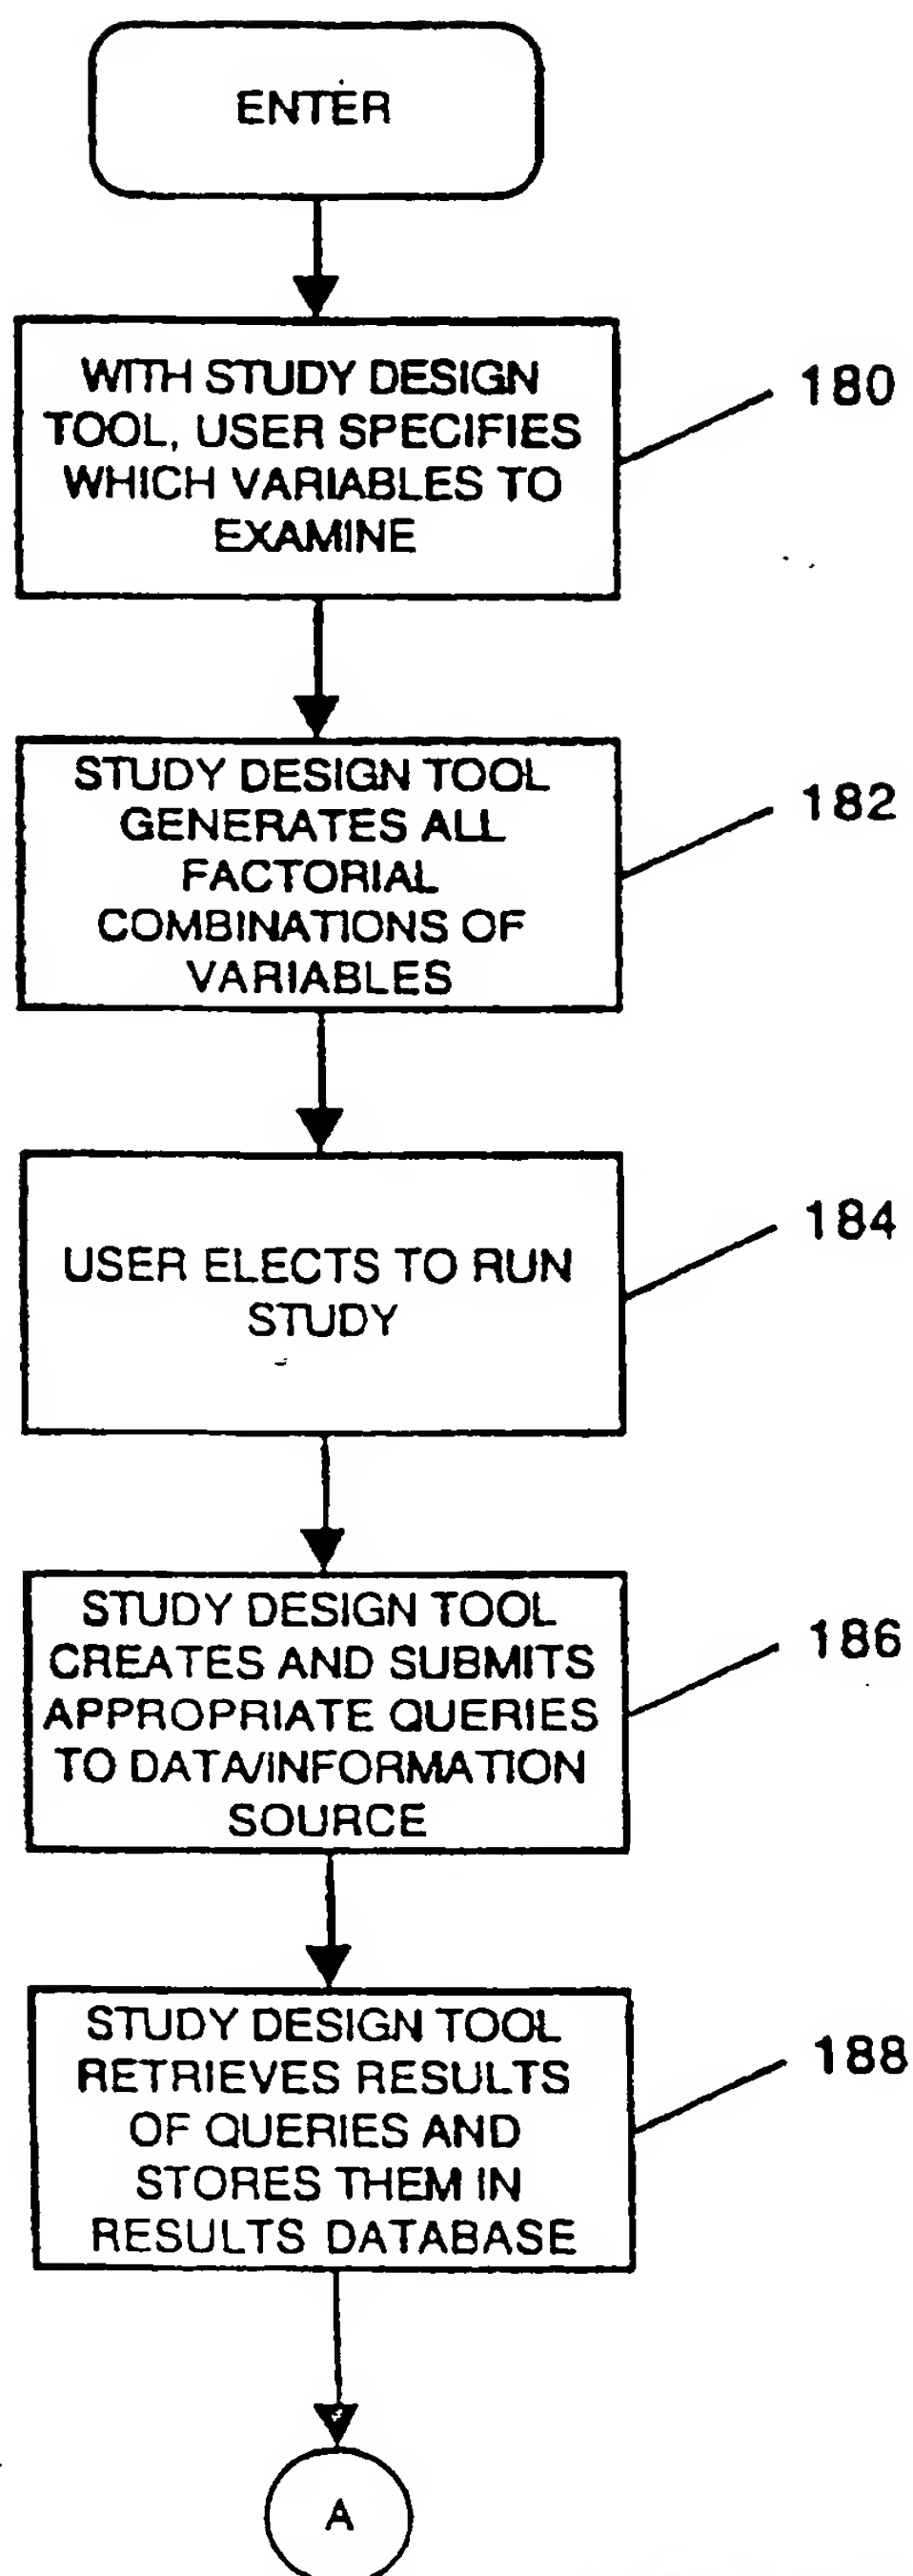 ENTER
WITH STUDY DESIGN
TOOL, USER SPECIFIES
WHICH VARIABLES TO
EXAMINE
180
STUDY DESIGN TOOL
GENERATES ALL
FACTORIAL
COMBINATIONS OF
VARIABLES
182
USER ELECTS TO RUN
STUDY
184
STUDY DESIGN TOOL
CREATES AND SUBMITS
APPROPRIATE QUERIES
TO DATA/INFORMATION
SOURCE
186
STUDY DESIGN TOOL
RETRIEVES RESULTS
OF QUERIES AND
STORES THEM IN
RESULTS DATABASE
188
A